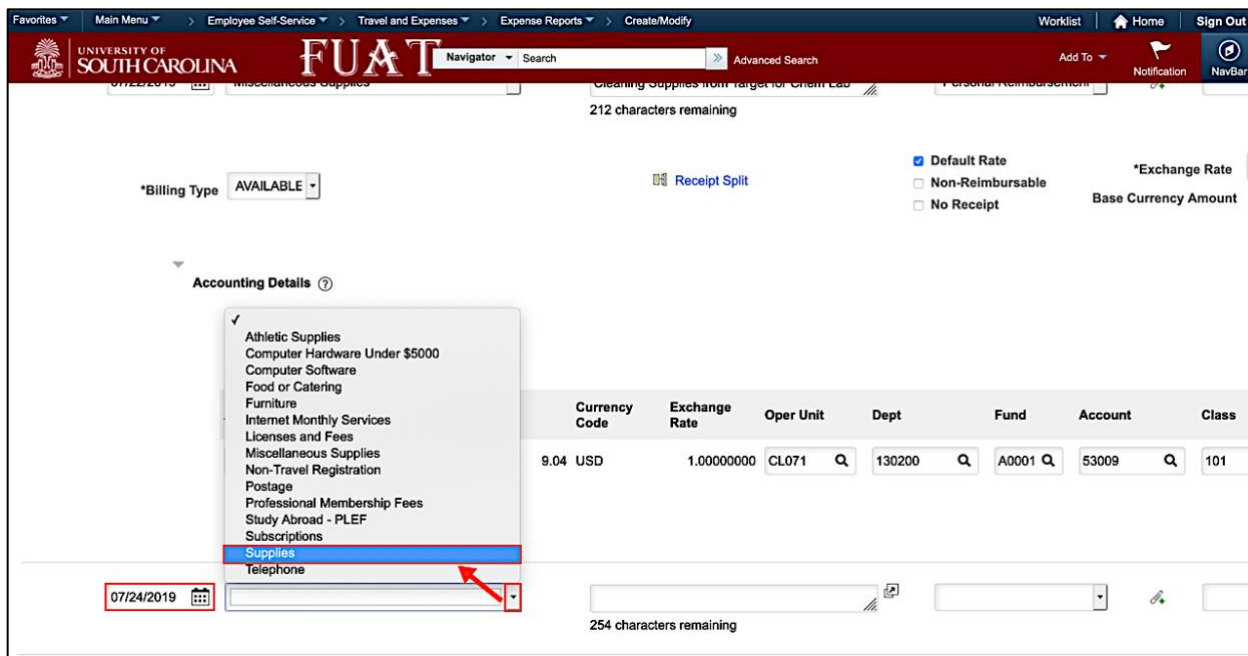 Favorites Main Menu > Employee Self-Service > Travel and Expenses > Expense Reports > Create/Modify Worklist Home Sign Out
UNIVERSITY OF
SOUTH CAROLINA
FUAT
Navigator Search » Advanced Search Add To Notification NavBar
07/22/2019 Miscellaneous Supplies Cleaning Supplies from Target for Chem Lab Personal Reimbursement
212 characters remaining
*Billing Type AVAILABLE Receipt Split
Default Rate
Non-Reimbursable
No Receipt
*Exchange Rate
Base Currency Amount
Accounting Details ?
✓
Athletic Supplies
Computer Hardware Under $5000
Computer Software
Food or Catering
Furniture
Internet Monthly Services
Licenses and Fees
Miscellaneous Supplies
Non-Travel Registration
Postage
Professional Membership Fees
Study Abroad - PLEF
Subscriptions
Supplies
Telephone
Currency Code Exchange Rate Oper Unit Dept Fund Account Class
9.04 USD 1.00000000 CL071 130200 A0001 53009 101
07/24/2019
254 characters remaining